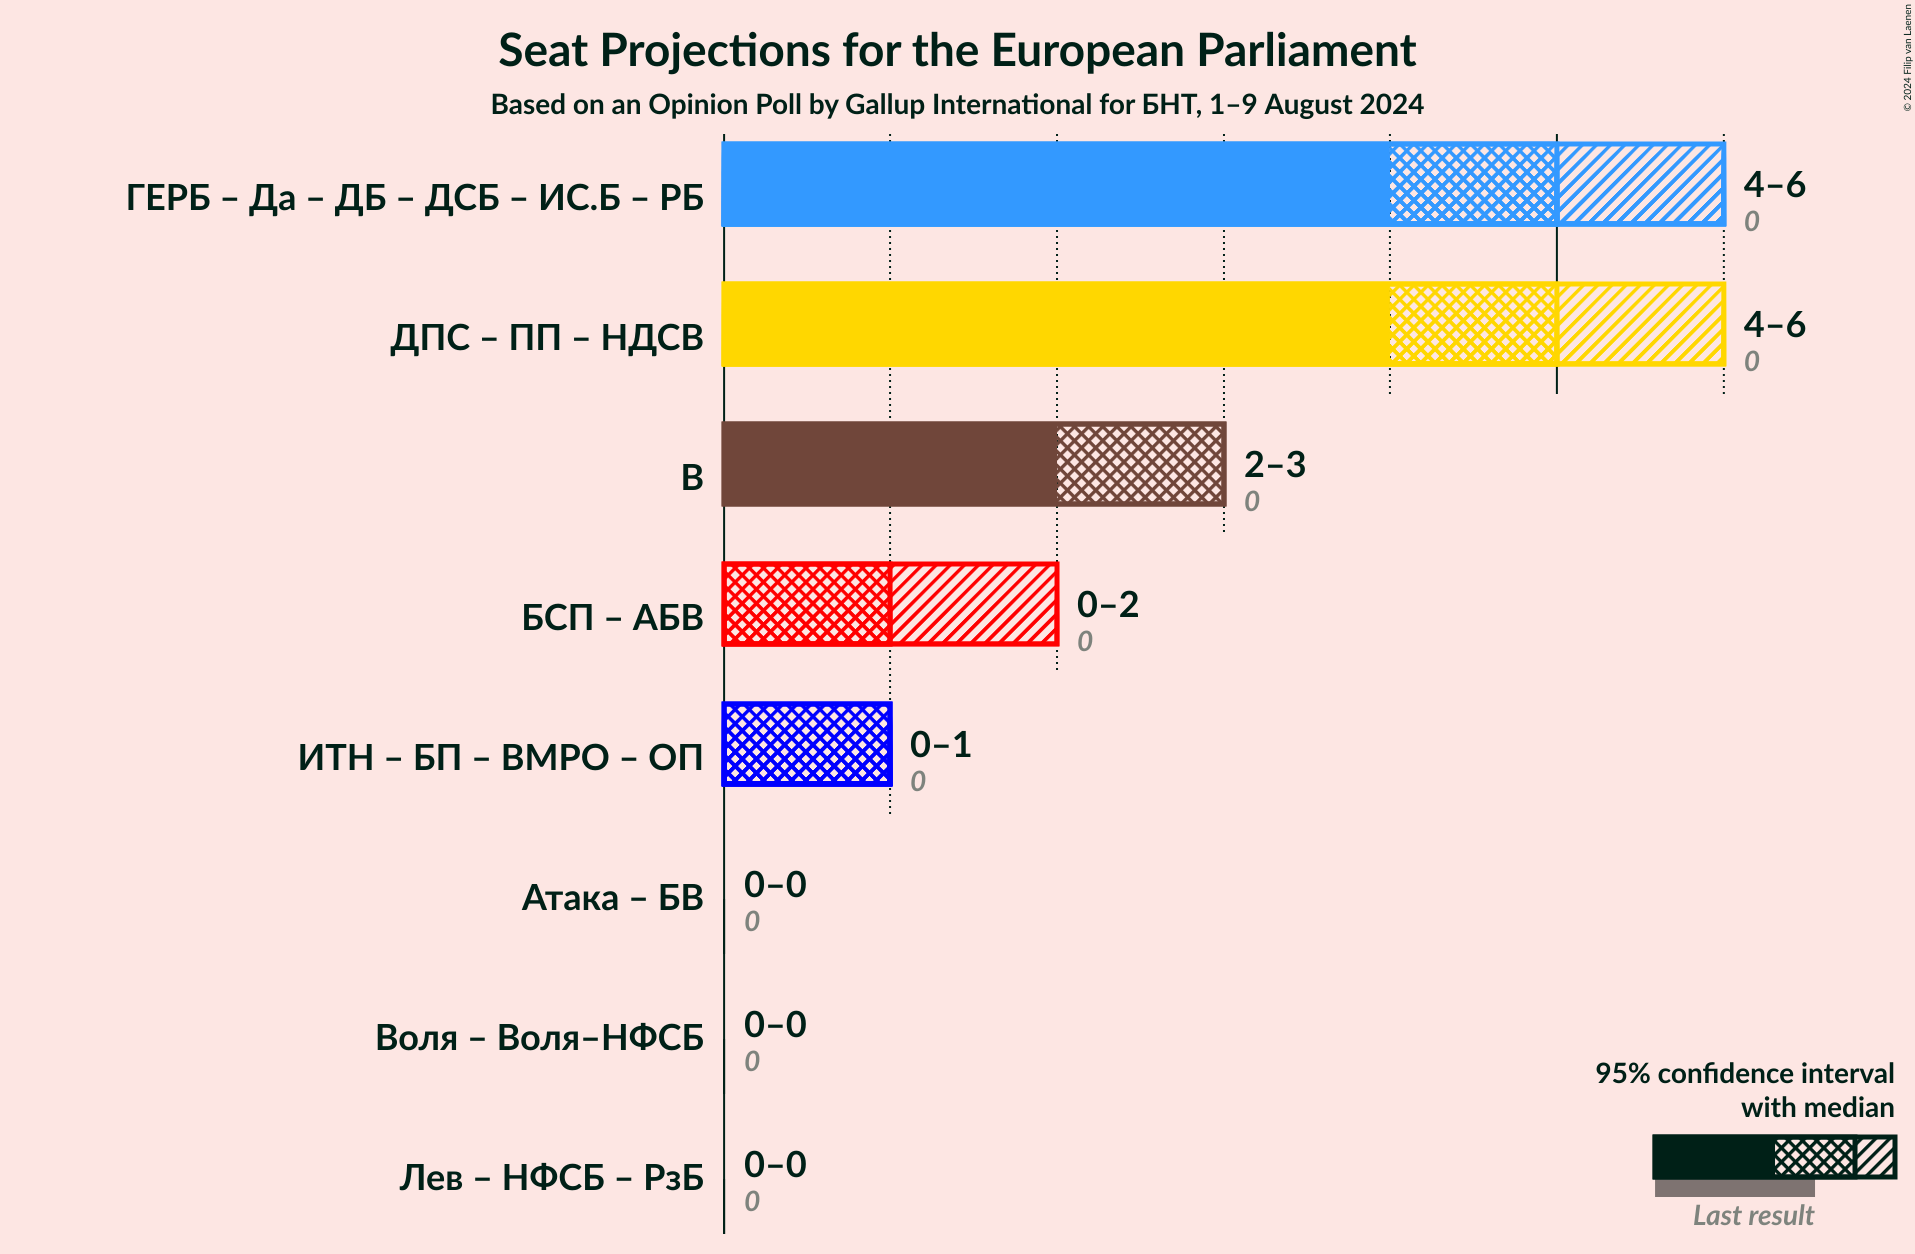 Seat Projections for the European Parliament
Based on an Opinion Poll by Gallup International for БНТ, 1–9 August 2024
© 2024 Filip van Laenen
ГЕРБ – Да – ДБ – ДСБ – ИС.Б – РБ
4–6
0
ДПС – ПП – НДСВ
4–6
0
В
2–3
0
БСП – АБВ
0–2
0
ИТН – БП – ВМРО – ОП
0–1
0
Атака – БВ
0–0
0
Воля – Воля–НФСБ
0–0
0
Лев – НФСБ – РзБ
0–0
0
95% confidence interval
with median
Last result